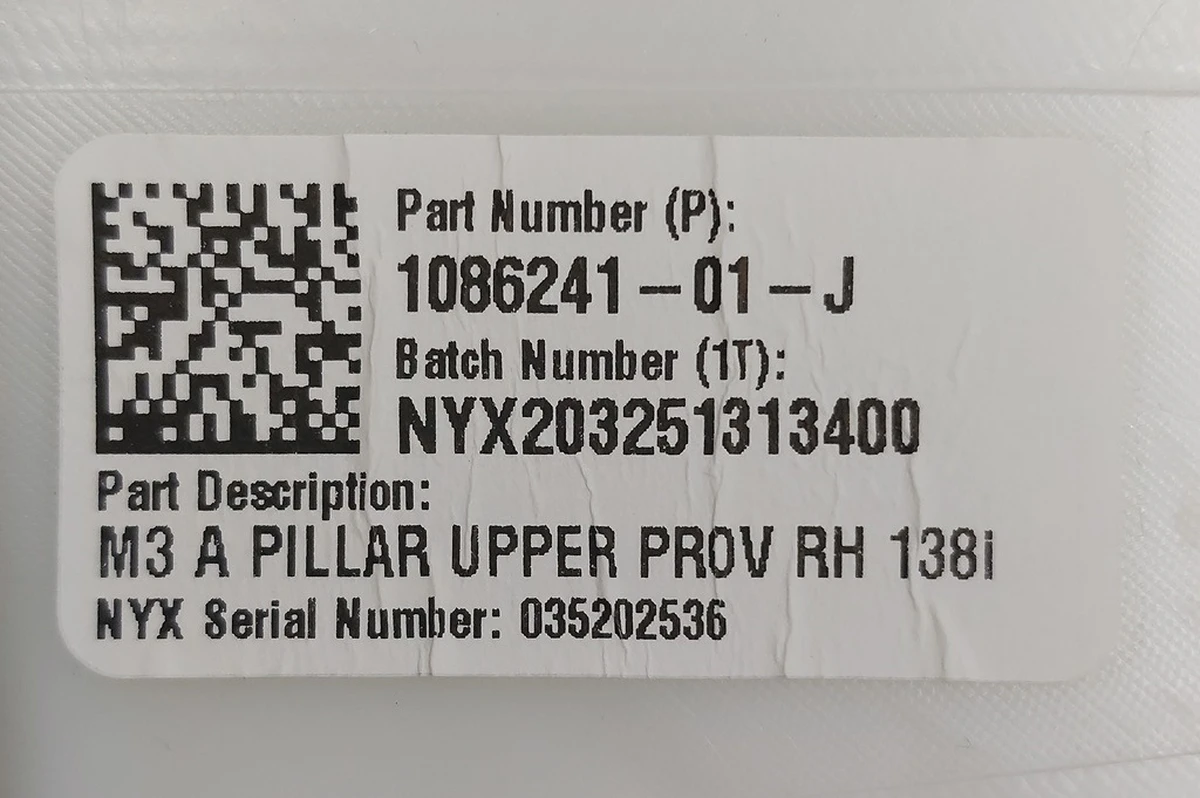 Part Number (P):
1086241-01-J
Batch Number (1T):
NYX203251313400
Part Description:
M3 A PILLAR UPPER PROV RH 138i
NYX Serial Number: 035202536